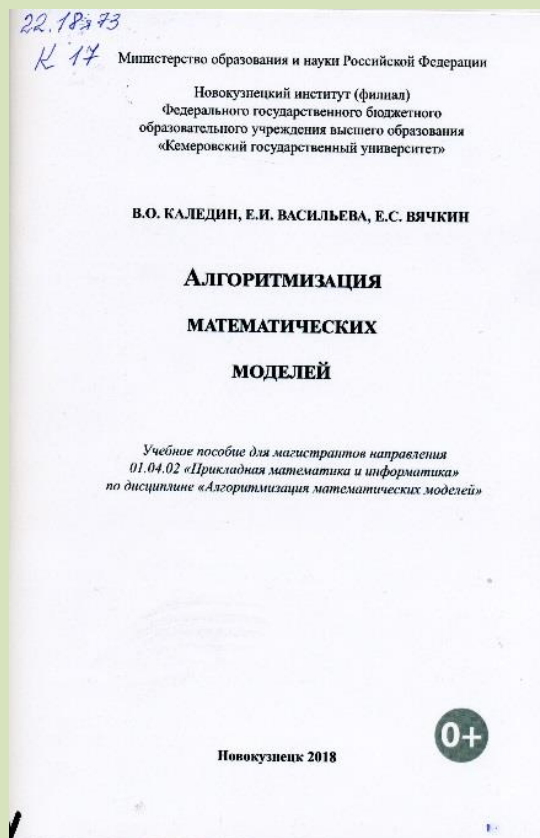 22.18я73
К 17
Министерство образования и науки Российской Федерации
Новокузнецкий институт (филиал)
Федерального государственного бюджетного
образовательного учреждения высшего образования
«Кемеровский государственный университет»
В.О. КАЛЕДИН, Е.И. ВАСИЛЬЕВА, Е.С. ВЯЧКИН
АЛГОРИТМИЗАЦИЯ
МАТЕМАТИЧЕСКИХ
МОДЕЛЕЙ
Учебное пособие для магистрантов направления
01.04.02 «Прикладная математика и информатика»
по дисциплине «Алгоритмизация математических моделей»
0+
Новокузнецк 2018